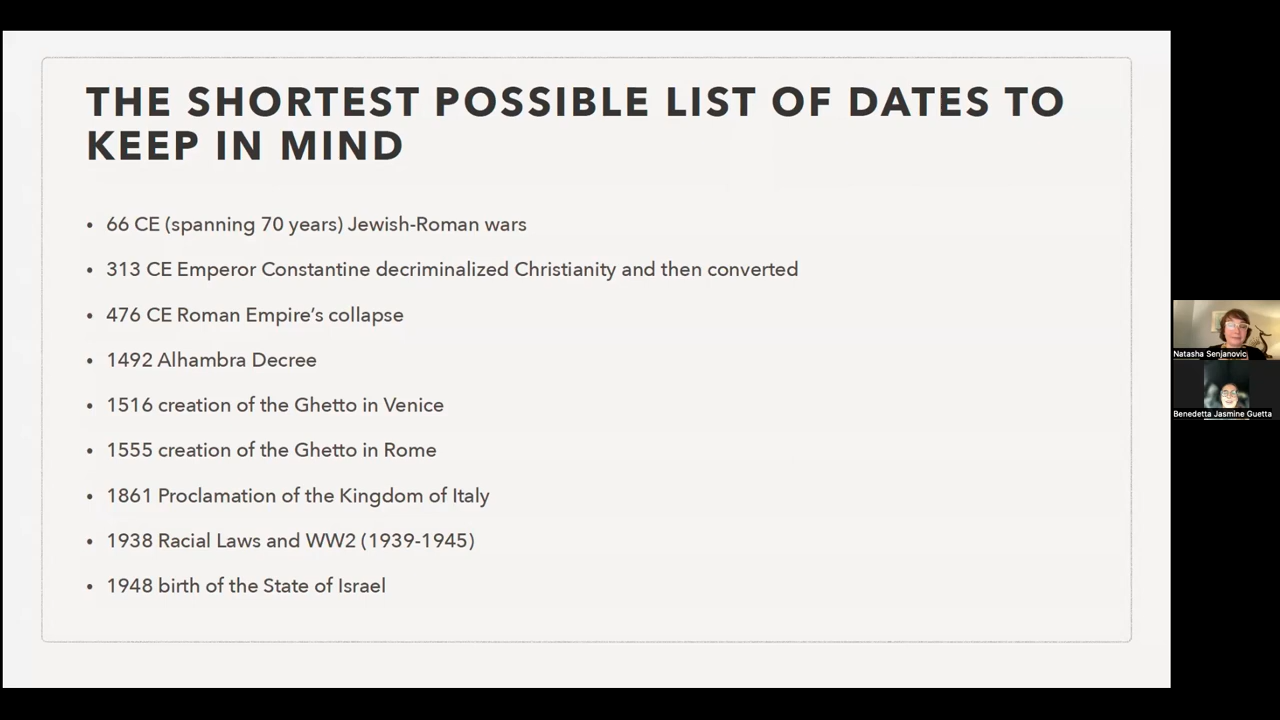 THE SHORTEST POSSIBLE LIST OF DATES TO
KEEP IN MIND
• 66 CE (spanning 70 years) Jewish-Roman wars
• 313 CE Emperor Constantine decriminalized Christianity and then converted
• 476 CE Roman Empire’s collapse
• 1492 Alhambra Decree
• 1516 creation of the Ghetto in Venice
• 1555 creation of the Ghetto in Rome
• 1861 Proclamation of the Kingdom of Italy
• 1938 Racial Laws and WW2 (1939-1945)
• 1948 birth of the State of Israel
Natasha Senjanovic
Benedetta Jasmine Guetta